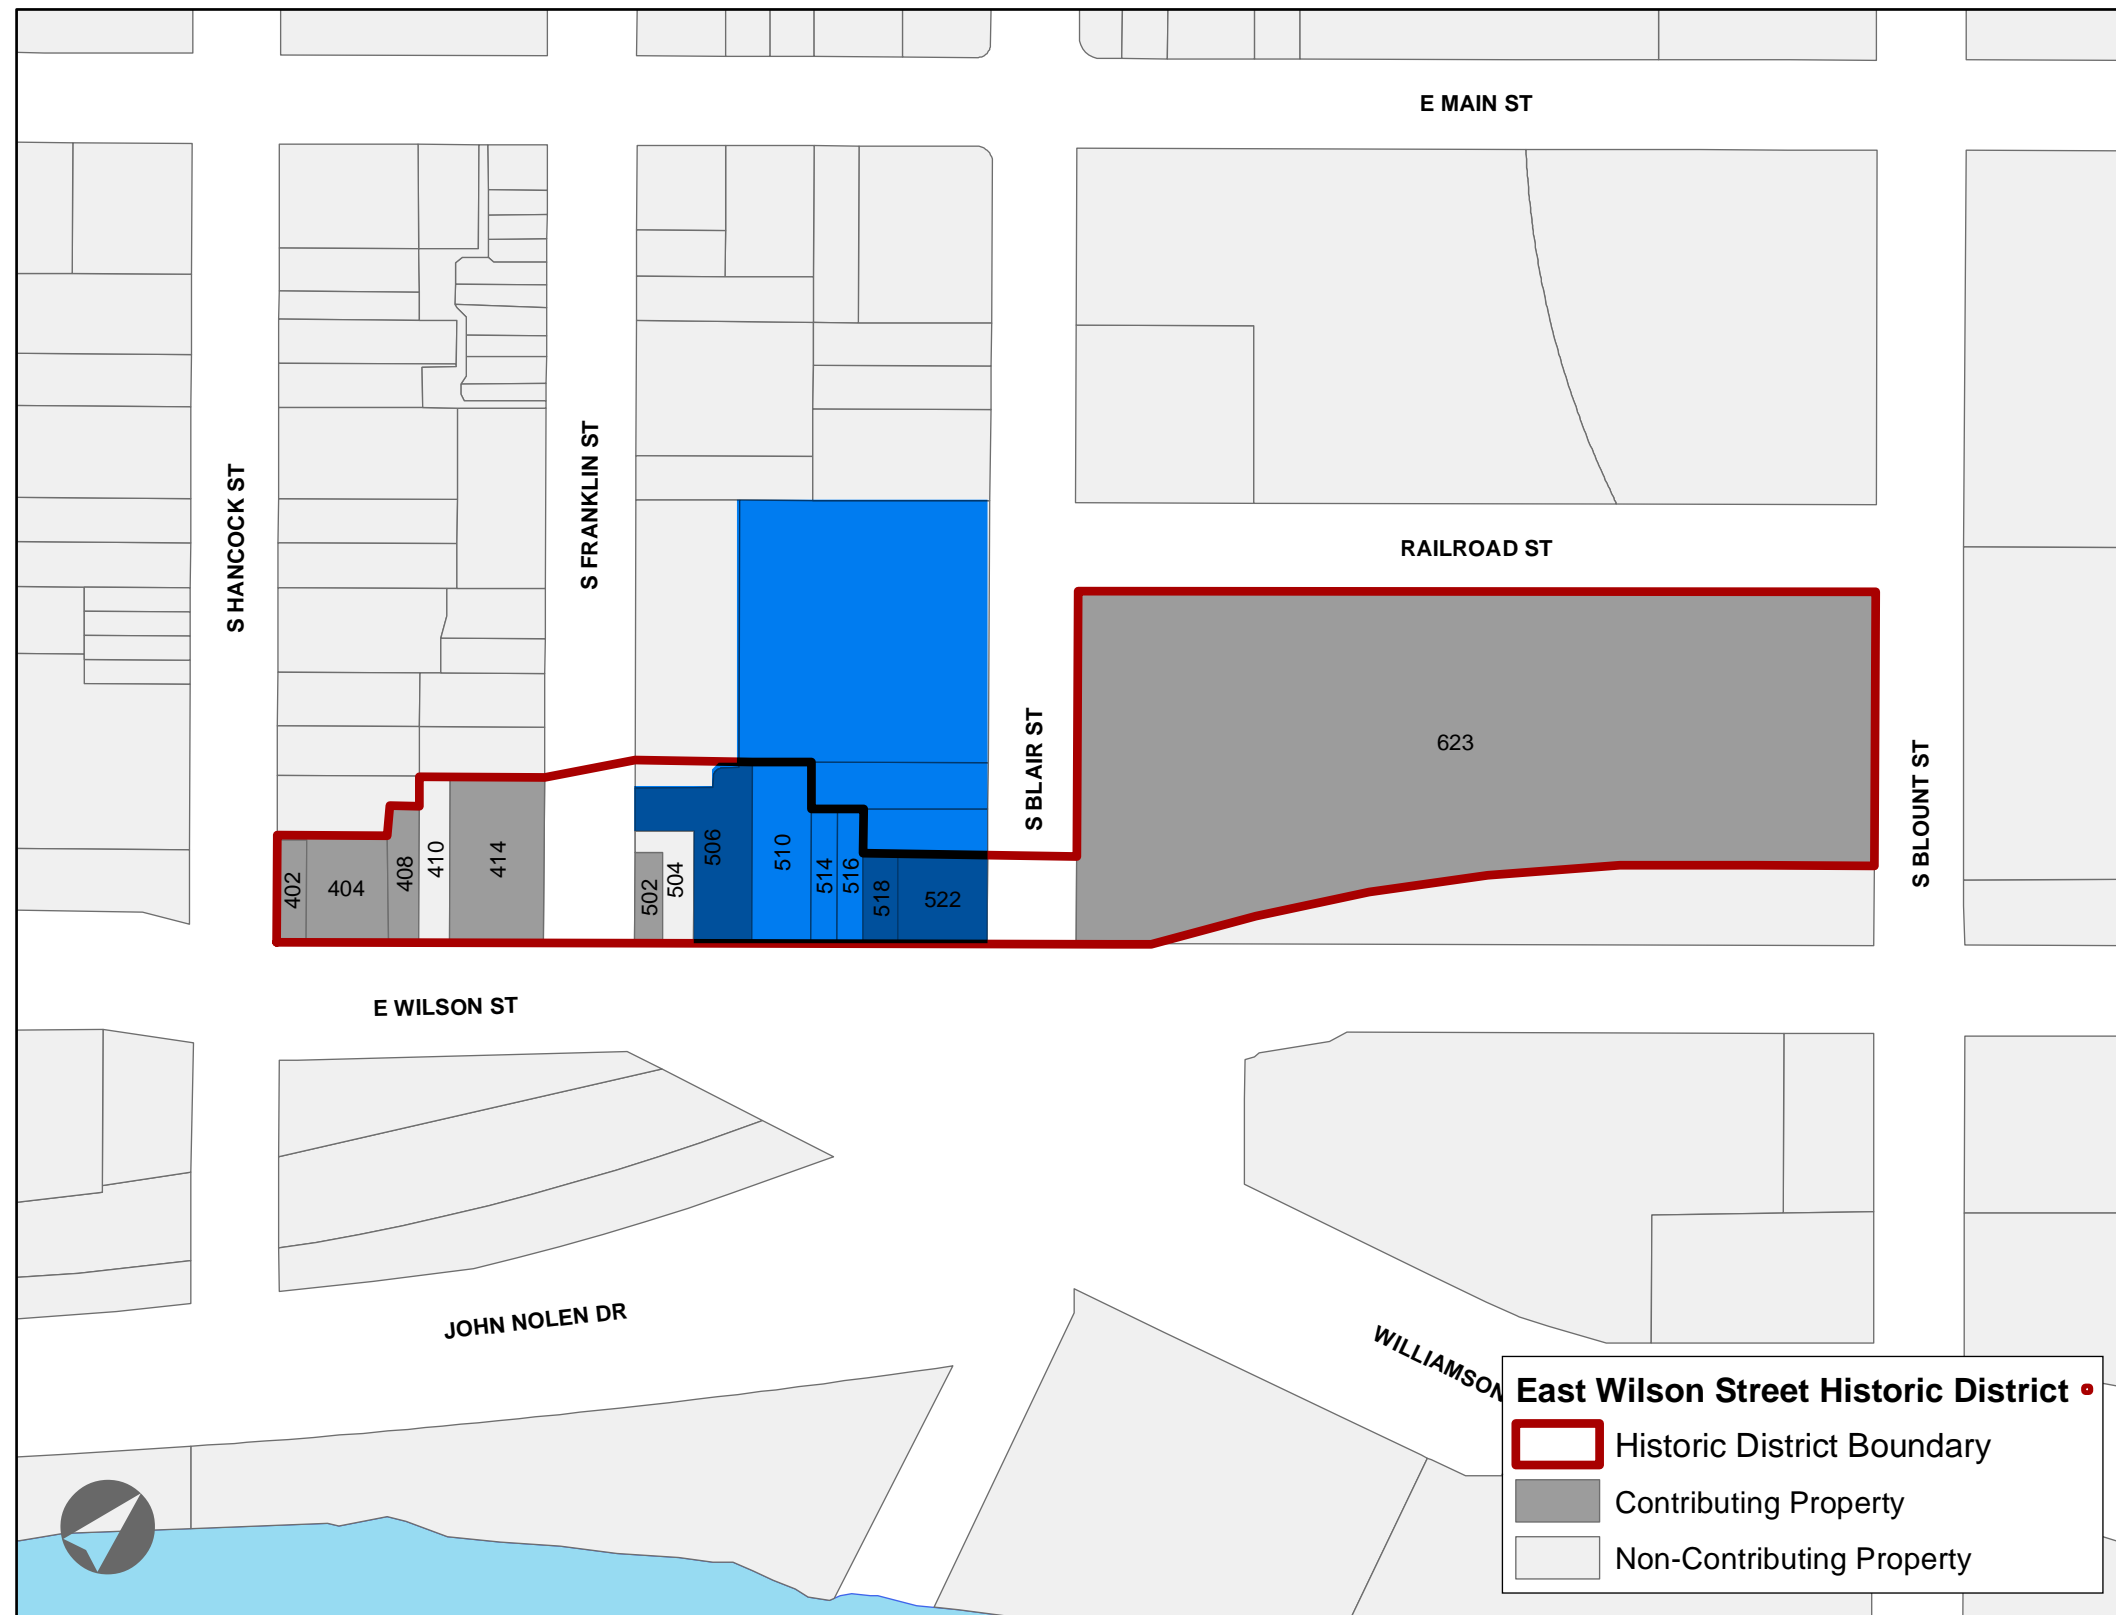 E MAIN ST
S HANCOCK ST
S FRANKLIN ST
RAILROAD ST
S BLAIR ST
623
S BLOUNT ST
402
404
408
410
414
502
504
506
510
514
516
518
522
E WILSON ST
JOHN NOLEN DR
WILLIAMSON
East Wilson Street Historic District
Historic District Boundary
Contributing Property
Non-Contributing Property